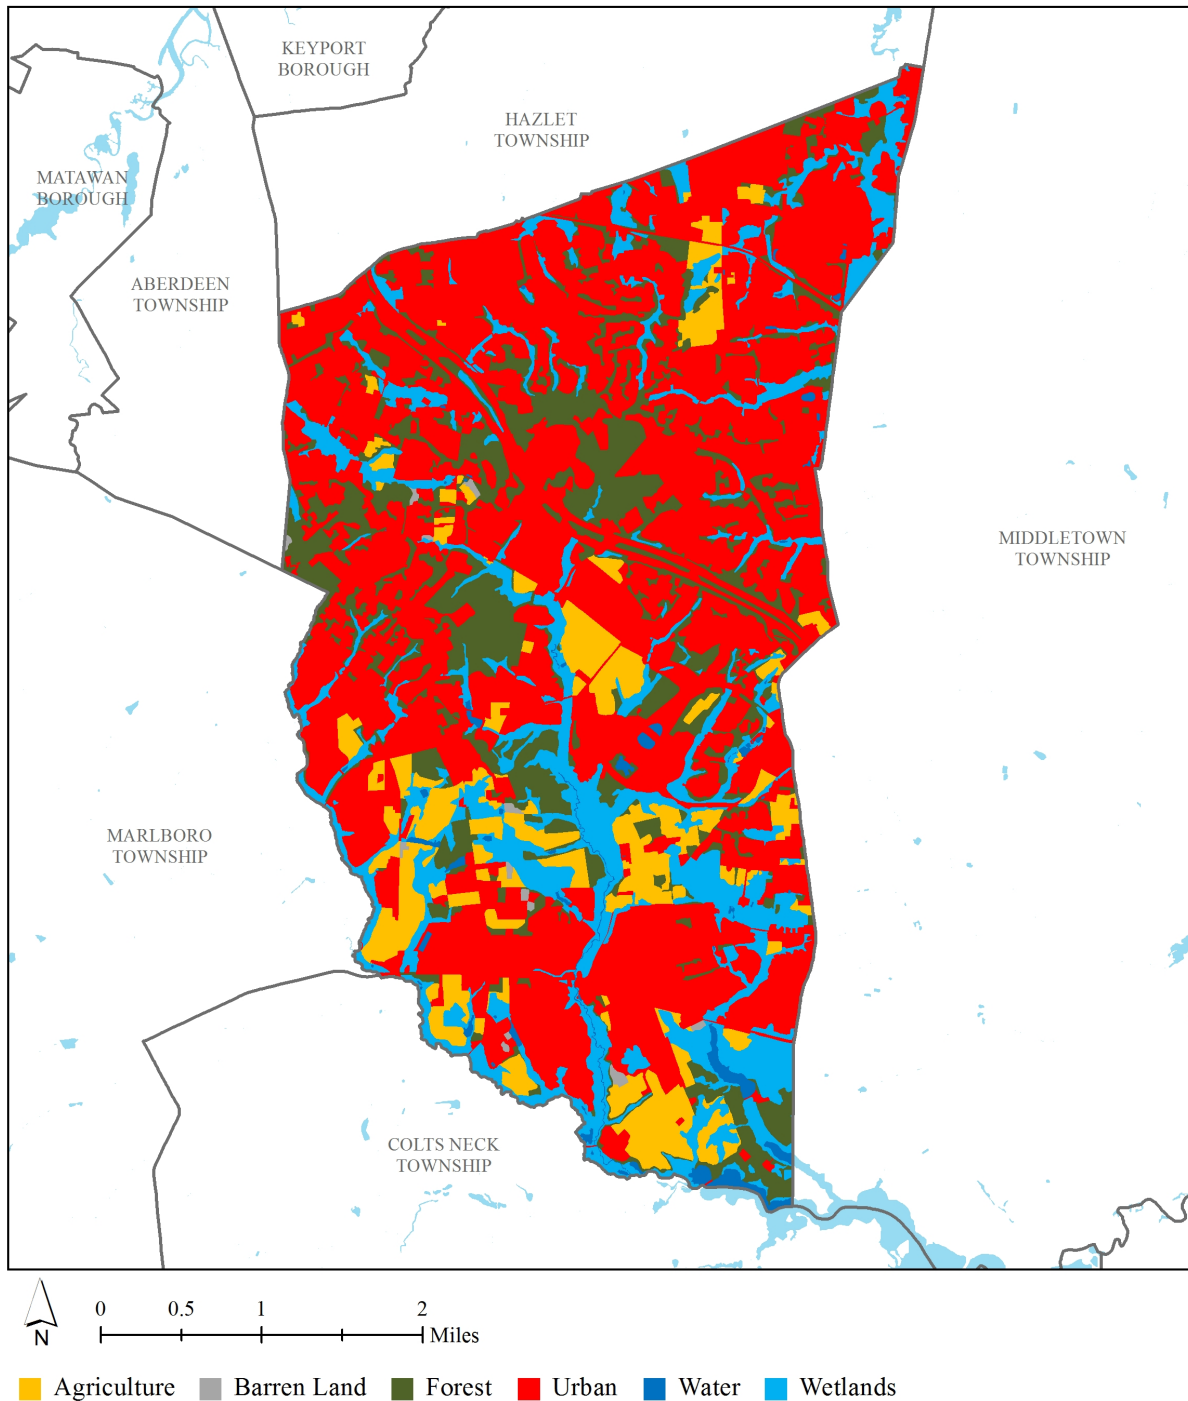 KEYPORT
BOROUGH
HAZLET
TOWNSHIP
MATAWAN
BOROUGH
ABERDEEN
TOWNSHIP
MIDDLETOWN
TOWNSHIP
MARLBORO
TOWNSHIP
COLTS NECK
TOWNSHIP
N
0 0.5 1 2
Miles
Agriculture Barren Land Forest Urban Water Wetlands